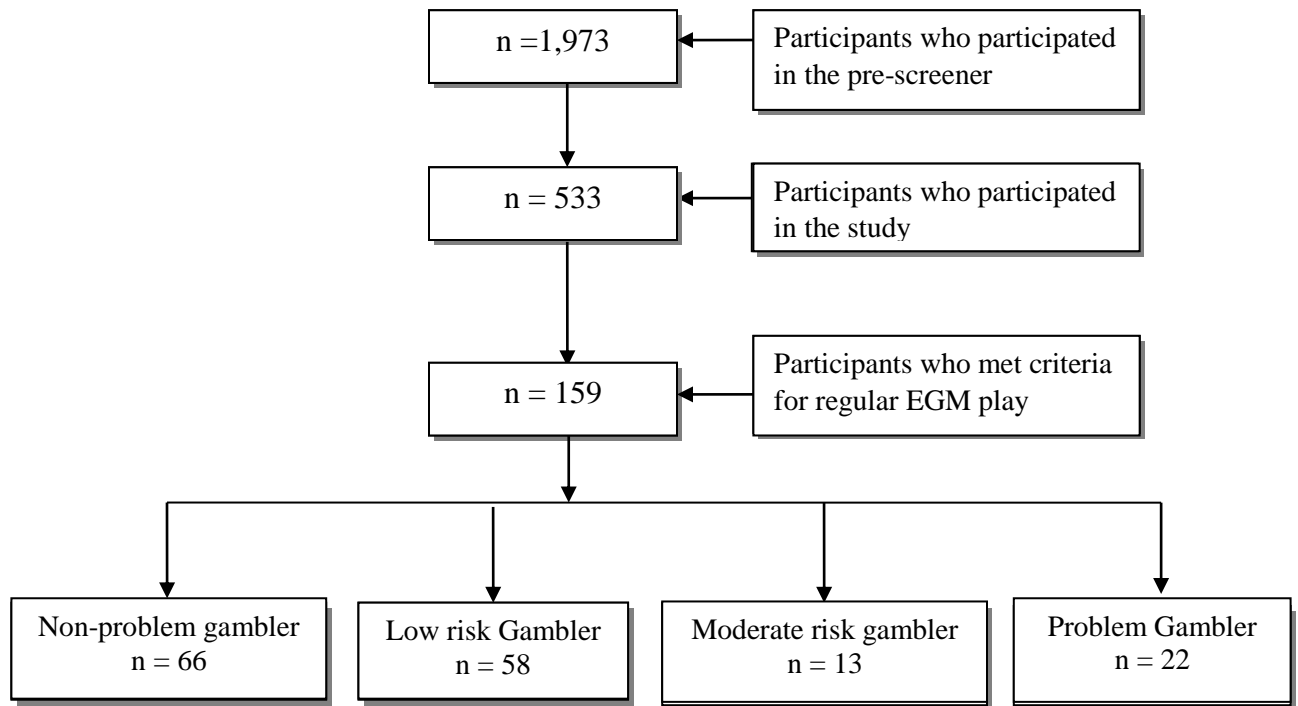 n =1,973
Participants who participated
in the pre-screener
n = 533
Participants who participated
in the study
n = 159
Participants who met criteria
for regular EGM play
Non-problem gambler
n = 66
Low risk Gambler
n = 58
Moderate risk gambler
n = 13
Problem Gambler
n = 22